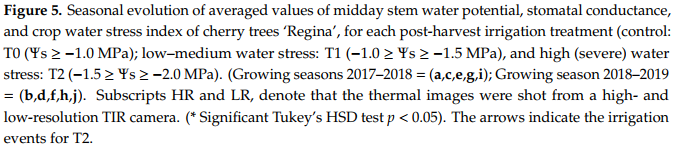 Figure 5. Seasonal evolution of averaged values of midday stem water potential, stomatal conductance,
and crop water stress index of cherry trees ‘Regina’, for each post-harvest irrigation treatment (control:
T0 (Ψs ≥ −1.0 MPa); low–medium water stress: T1 (−1.0 ≥ Ψs ≥ −1.5 MPa), and high (severe) water
stress: T2 (−1.5 ≥ Ψs ≥ −2.0 MPa). (Growing seasons 2017–2018 = (a,c,e,g,i); Growing season 2018–2019
= (b,d,f,h,j). Subscripts HR and LR, denote that the thermal images were shot from a high- and
low-resolution TIR camera. (* Significant Tukey’s HSD test p < 0.05). The arrows indicate the irrigation
events for T2.